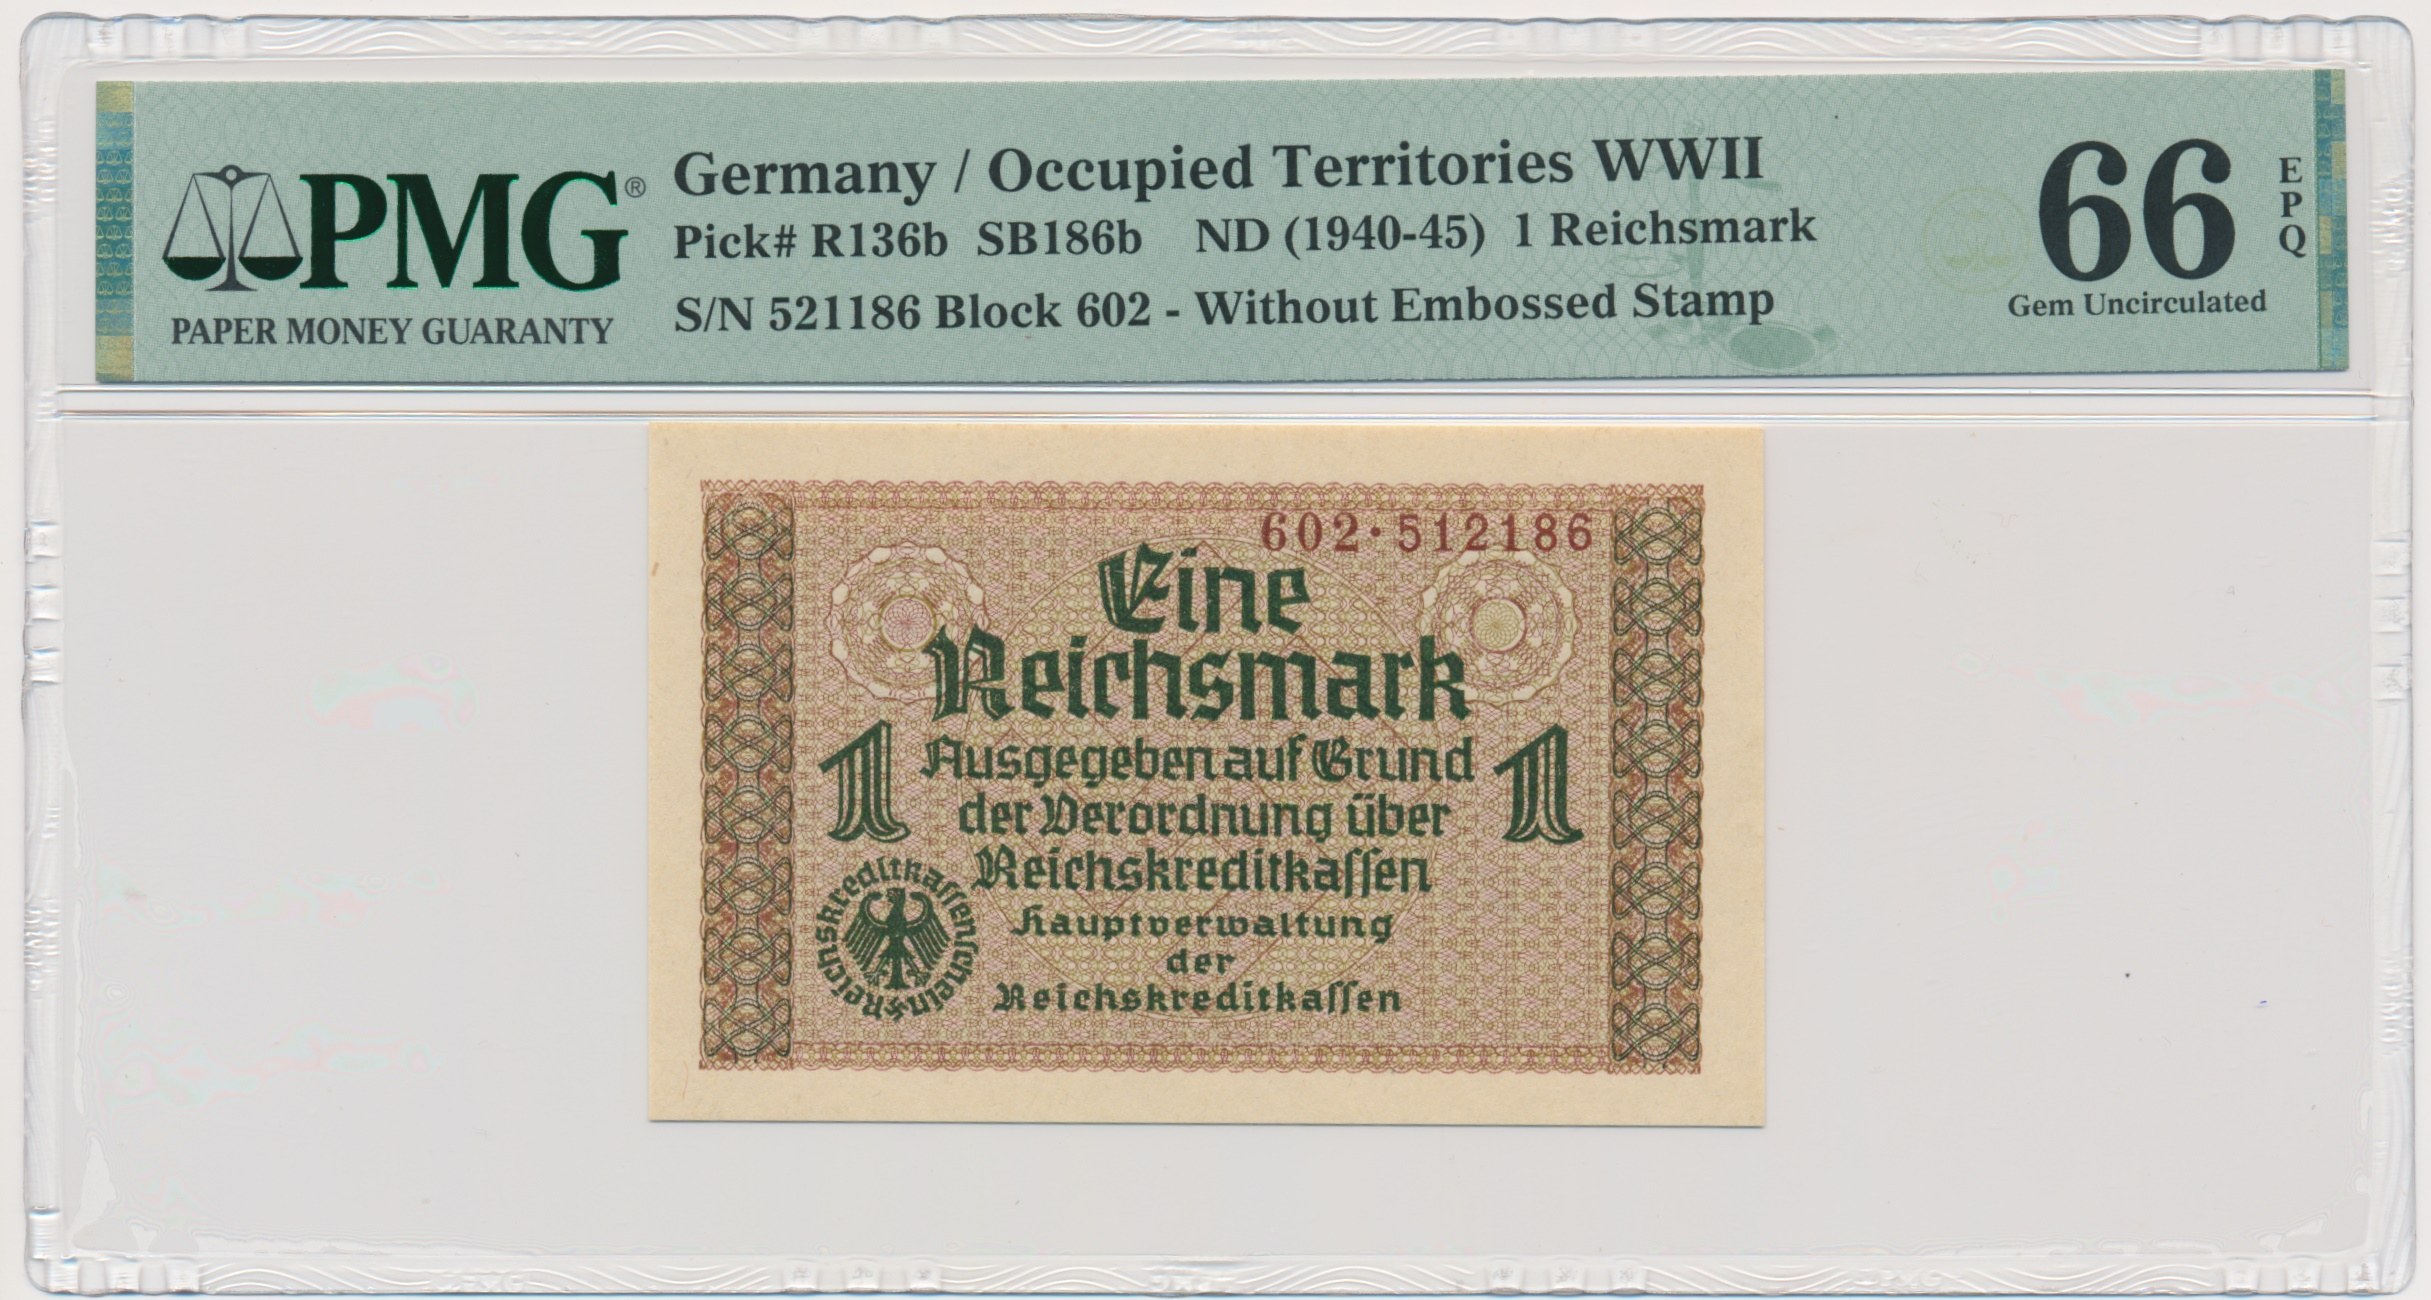 PMG®
PAPER MONEY GUARANTY
Germany / Occupied Territories WWII
Pick# R136b SB186b ND (1940-45) 1 Reichsmark
S/N 521186 Block 602 - Without Embossed Stamp
66
EPQ
Gem Uncirculated
602·512186
Eine
Reichsmark
1 Ausgegeben auf Grund 1
der Verordnung über
Reichskreditkaſſen
Hauptverwaltung
der
Reichskreditkaſſen
Reichskreditkaſſenſchein